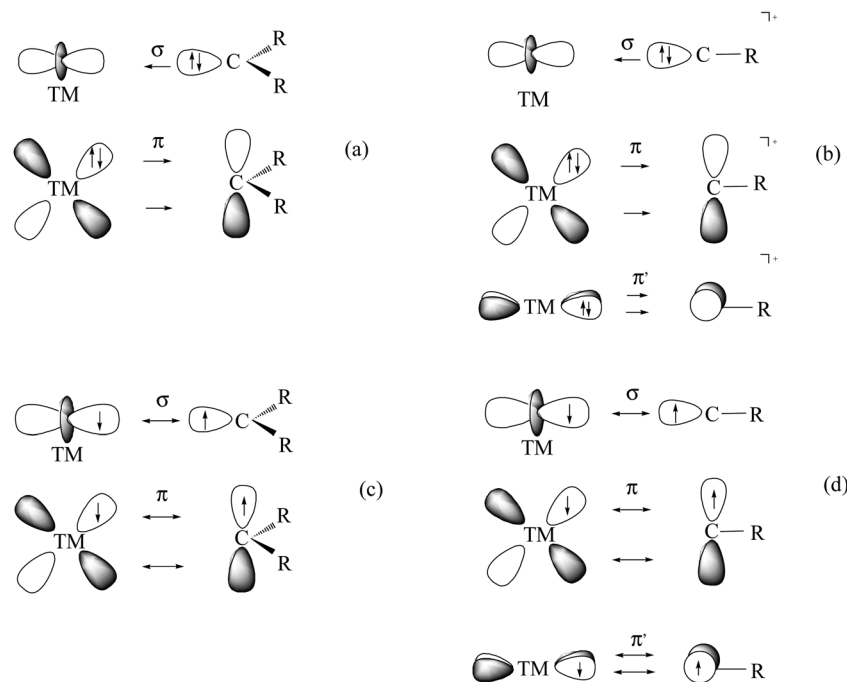 σ C R R
TM
π R C R TM
(a)
σ C R ⌝+
TM
π C R ⌝+ TM
(b)
π' TM R ⌝+
σ C R R
TM
π R C R TM
(c)
σ C R
TM
π C R TM
(d)
π' TM R